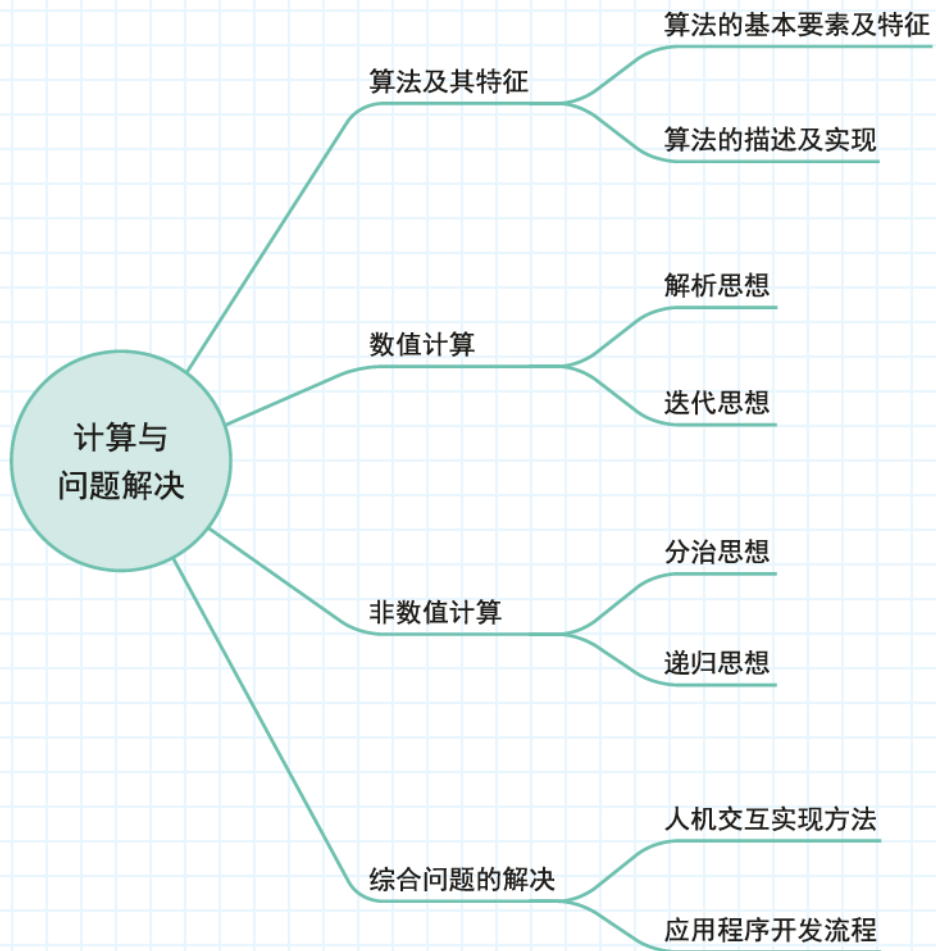 计算与
问题解决
算法及其特征
算法的基本要素及特征
算法的描述及实现
数值计算
解析思想
迭代思想
非数值计算
分治思想
递归思想
综合问题的解决
人机交互实现方法
应用程序开发流程